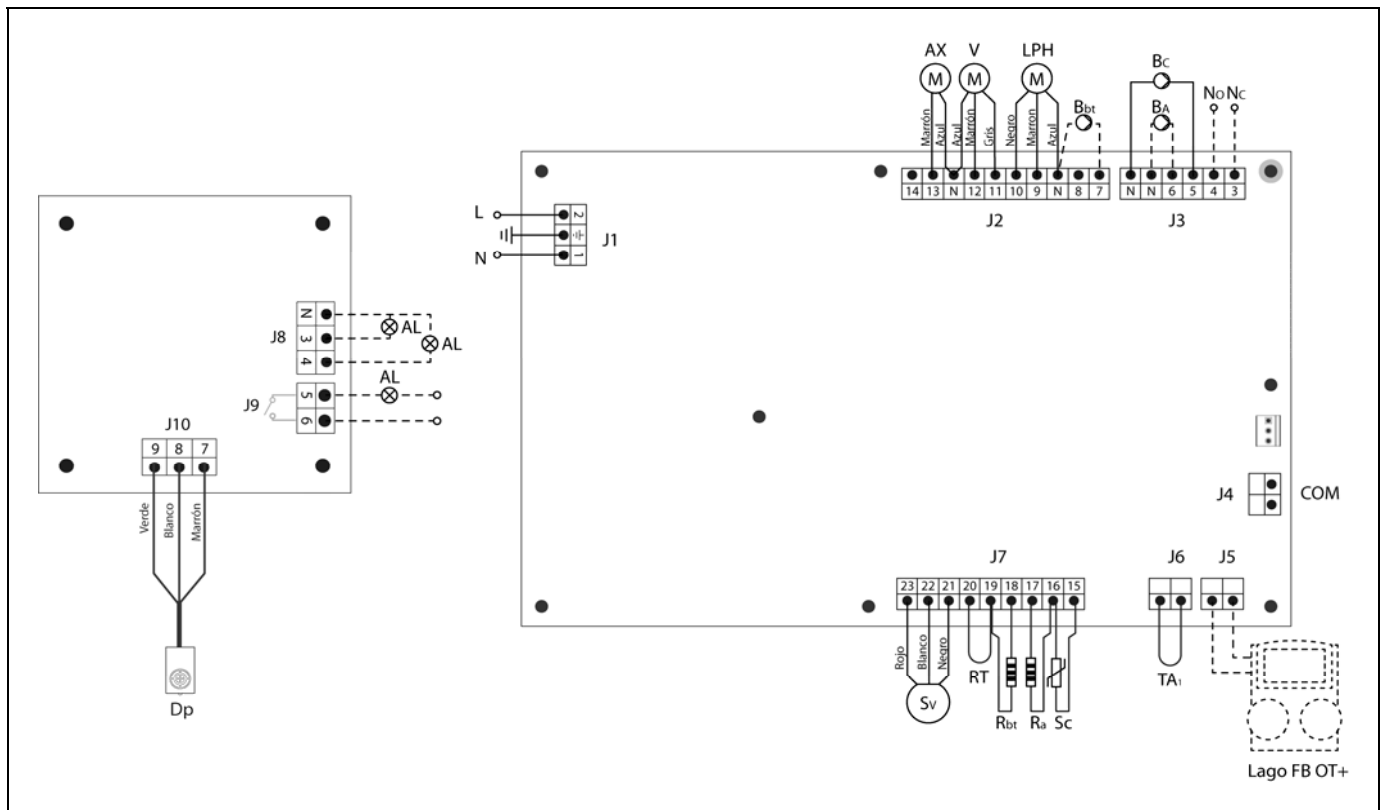 AX V LPH
M M M
Bc
Bbt
BA
No Nc
Marrón
Azul
Azul
Marrón
Gris
Negro
Marron
Azul
14 13 N 12 11 10 9 N 8 7
N N 6 5 4 3
J2 J3
L
N
2
1
J1
J8
N
3
4
AL
AL
J9
5
6
AL
J10
9 8 7
Verde
Blanco
Marrón
Dp
J4 COM
J7 J6 J5
23 22 21 20 19 18 17 16 15
Rojo
Blanco
Negro
RT
Sv
Rbt Ra Sc
TA1
Lago FB OT+